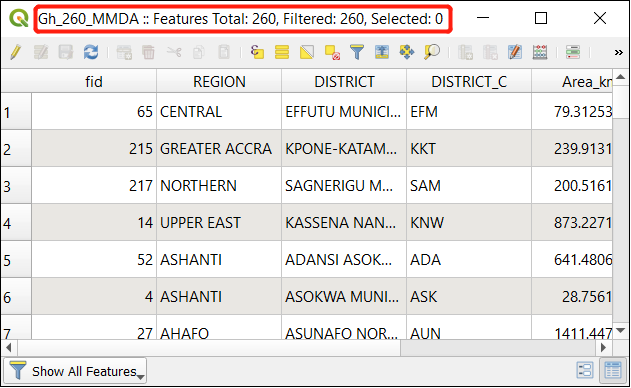 Gh_260_MMDA :: Features Total: 260, Filtered: 260, Selected: 0
fid REGION DISTRICT DISTRICT_C Area_km
1 65 CENTRAL EFFUTU MUNICI... EFM 79.31253
2 215 GREATER ACCRA KPONE-KATAM... KKT 239.9131
3 217 NORTHERN SAGNERIGU M... SAM 200.5161
4 14 UPPER EAST KASSENA NAN... KNW 873.2271
5 52 ASHANTI ADANSI ASOK... ADA 641.4806
6 4 ASHANTI ASOKWA MUNI... ASK 28.7561
7 27 AHAFO ASUNAFO NOR... AUN 1411.447
Show All Features